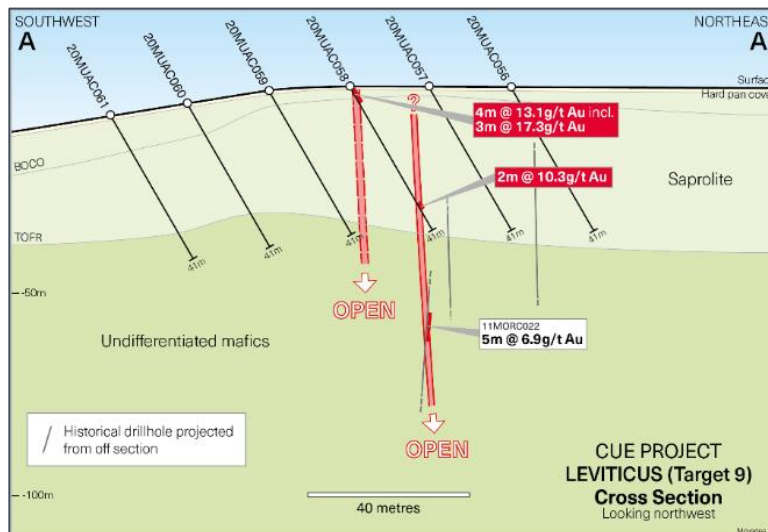 SOUTHWEST
NORTHEAST
A
A
20MUAC061
20MUAC060
20MUAC059
20MUAC058
20MUAC057
20MUAC056
Surfac
Hard pan cove
?
4m @ 13.1g/t Au incl.
3m @ 17.3g/t Au
2m @ 10.3g/t Au
Saprolite
BOCO
TOFR
41m
41m
41m
41m
41m
41m
-50m
OPEN
11MORC022
5m @ 6.9g/t Au
Undifferentiated mafics
Historical drillhole projected
from off section
OPEN
CUE PROJECT
LEVITICUS (Target 9)
Cross Section
Looking northwest
-100m
40 metres